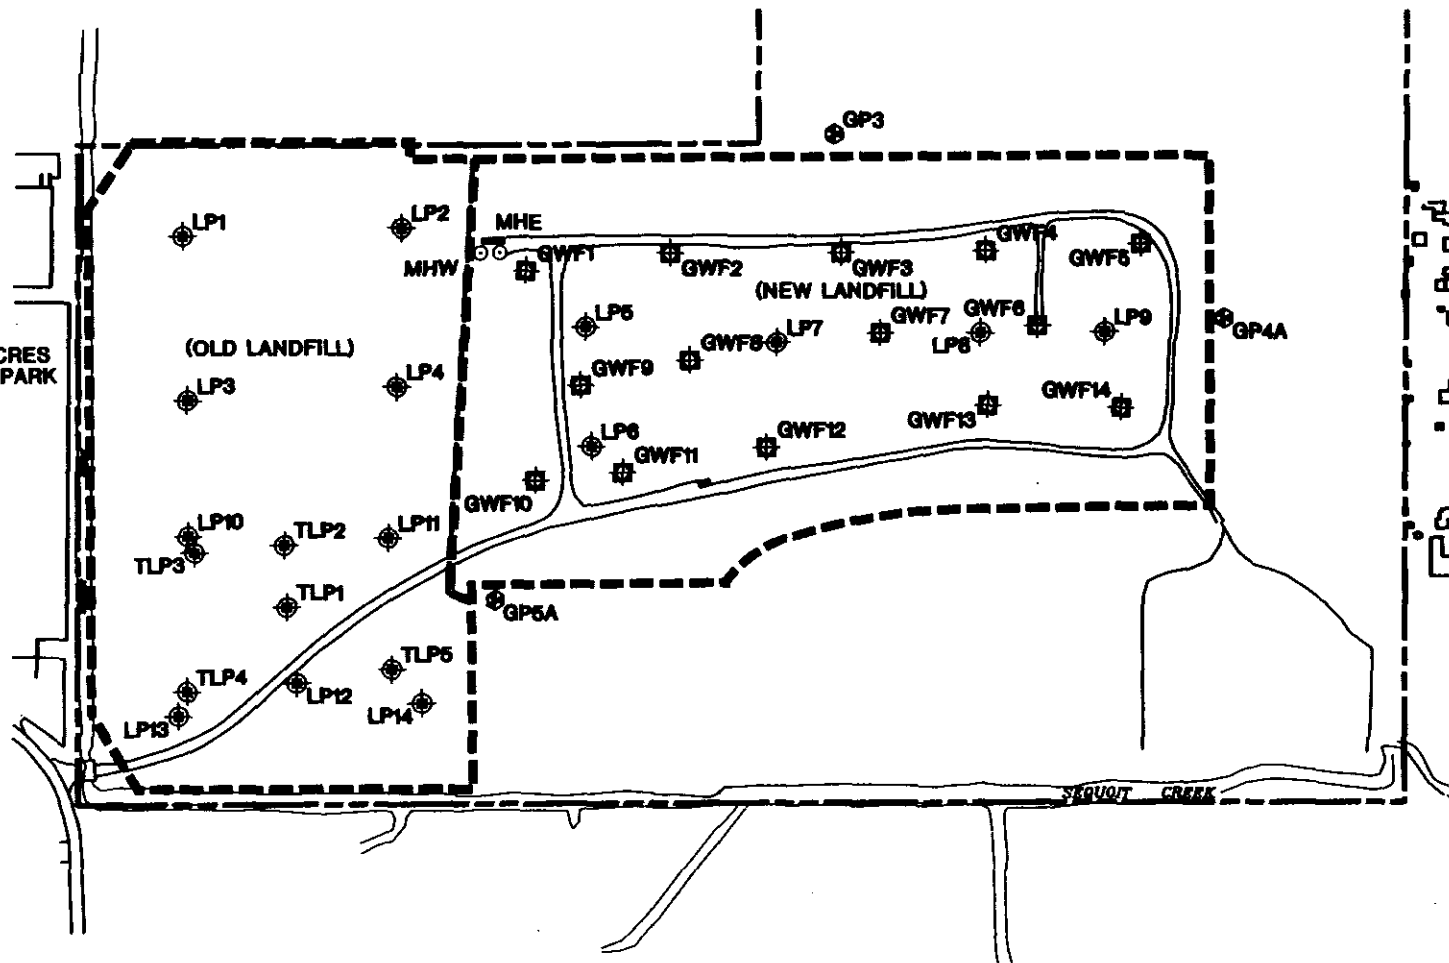 GP3
LP1
LP2
MHE
MHW
GWF1
GWF2
GWF3
GWF4
GWF5
(NEW LANDFILL)
LP5
LP7
GWF7
GWF6
LP8
LP9
GP4A
(OLD LANDFILL)
GWF8
CRES
PARK
LP3
LP4
GWF9
GWF14
GWF13
LP6
GWF11
GWF12
GWF10
LP10
TLP3
TLP2
LP11
TLP1
GP5A
TLP5
TLP4
LP12
LP13
LP14
SEQUOIT CREEK